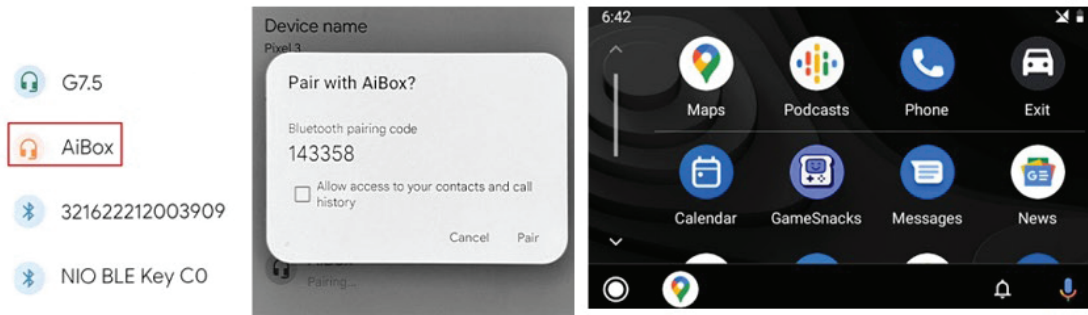 G7.5
AiBox
321622212003909
NIO BLE Key C0
Device name
Pixel 3
Pair with AiBox?
Bluetooth pairing code
143358
Allow access to your contacts and call
history
Cancel Pair
Pairing...
6:42
Maps Podcasts Phone Exit
Calendar GameSnacks Messages News